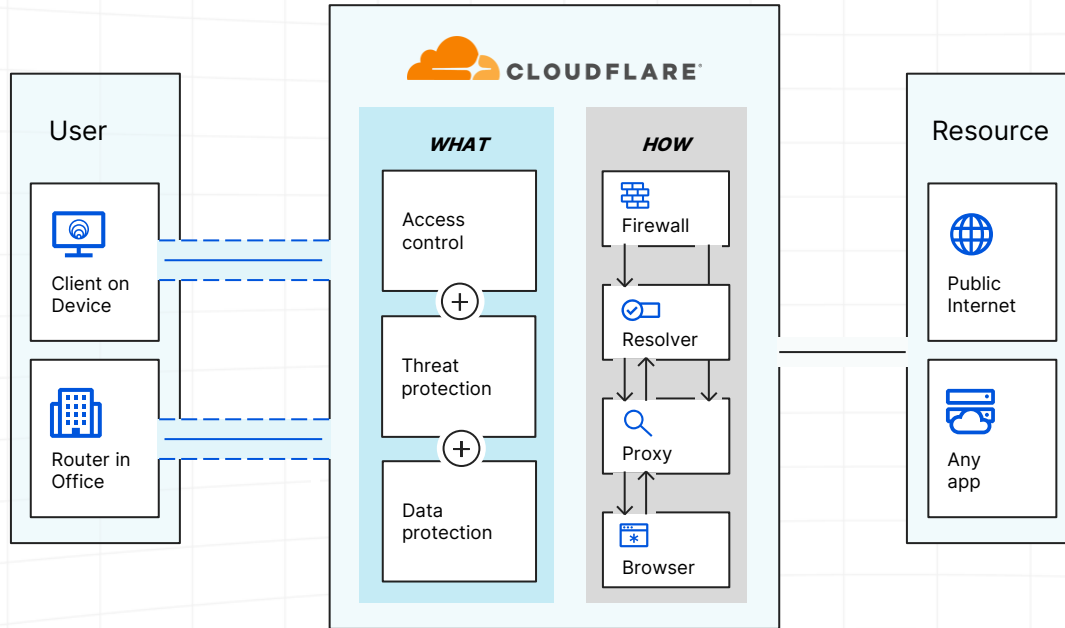 CLOUDFLARE
User
Client on
Device
Router in
Office
WHAT
Access
control
Threat
protection
Data
protection
HOW
Firewall
Resolver
Proxy
Browser
Resource
Public
Internet
Any
app